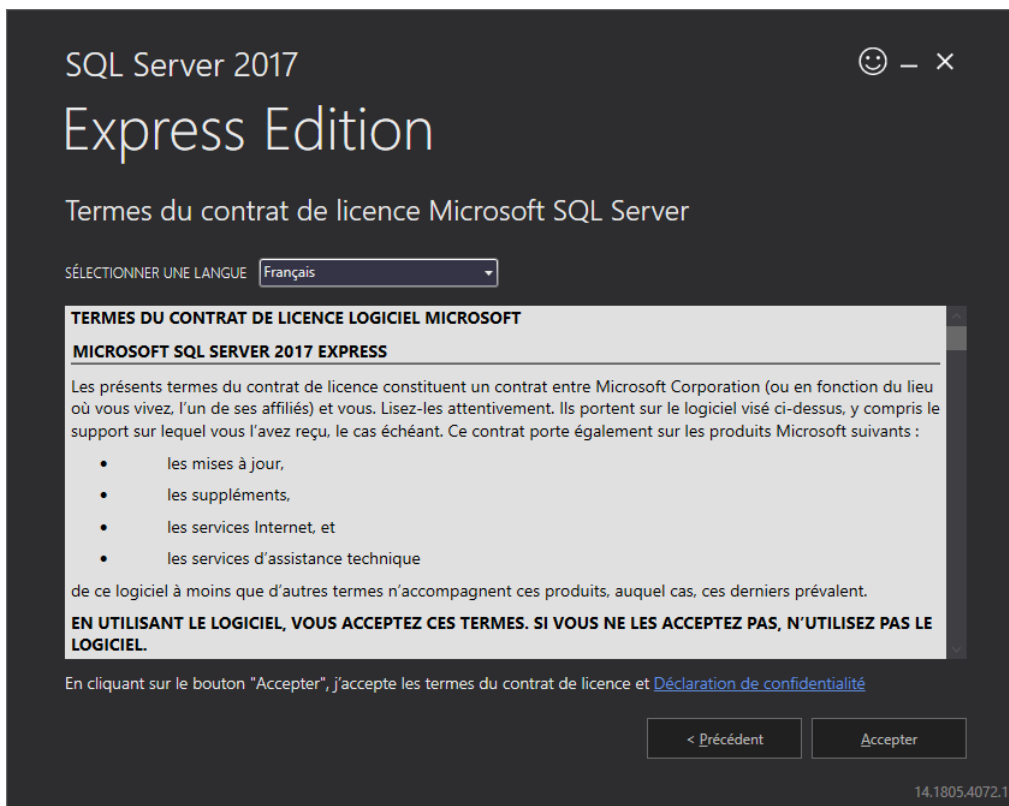 SQL Server 2017
Express Edition
Termes du contrat de licence Microsoft SQL Server
SÉLECTIONNER UNE LANGUE Français
TERMES DU CONTRAT DE LICENCE LOGICIEL MICROSOFT
MICROSOFT SQL SERVER 2017 EXPRESS
Les présents termes du contrat de licence constituent un contrat entre Microsoft Corporation (ou en fonction du lieu
où vous vivez, l’un de ses affiliés) et vous. Lisez-les attentivement. Ils portent sur le logiciel visé ci-dessus, y compris le
support sur lequel vous l’avez reçu, le cas échéant. Ce contrat porte également sur les produits Microsoft suivants :
• les mises à jour,
• les suppléments,
• les services Internet, et
• les services d’assistance technique
de ce logiciel à moins que d’autres termes n’accompagnent ces produits, auquel cas, ces derniers prévalent.
EN UTILISANT LE LOGICIEL, VOUS ACCEPTEZ CES TERMES. SI VOUS NE LES ACCEPTEZ PAS, N’UTILISEZ PAS LE
LOGICIEL.
En cliquant sur le bouton "Accepter", j’accepte les termes du contrat de licence et Déclaration de confidentialité
< Précédent Accepter
14.1805.4072.1